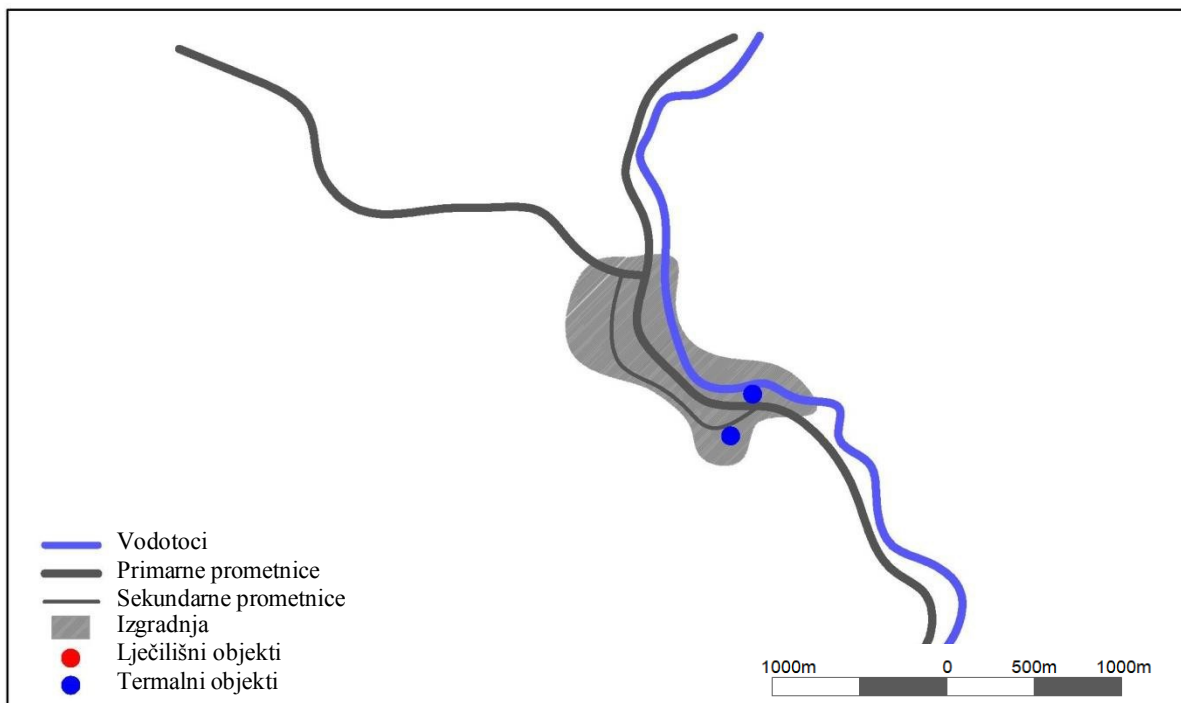 Vodotoci
Primarne prometnice
Sekundarne prometnice
Izgradnja
Lječilišni objekti
Termalni objekti
1000m 0 500m 1000m